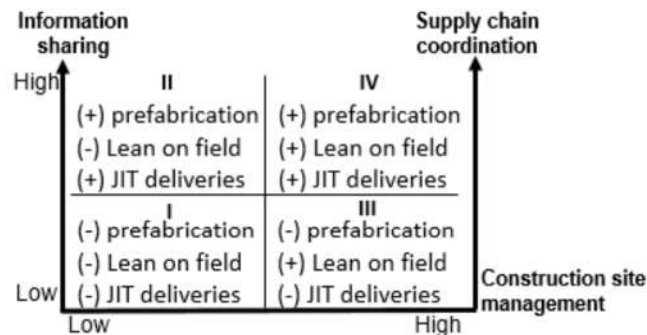 Information
sharing
Supply chain
coordination
High
II
(+) prefabrication
(-) Lean on field
(+) JIT deliveries
IV
(+) prefabrication
(+) Lean on field
(+) JIT deliveries
I
(-) prefabrication
(-) Lean on field
(-) JIT deliveries
III
(-) prefabrication
(+) Lean on field
(-) JIT deliveries
Low
Low
High
Construction site
management